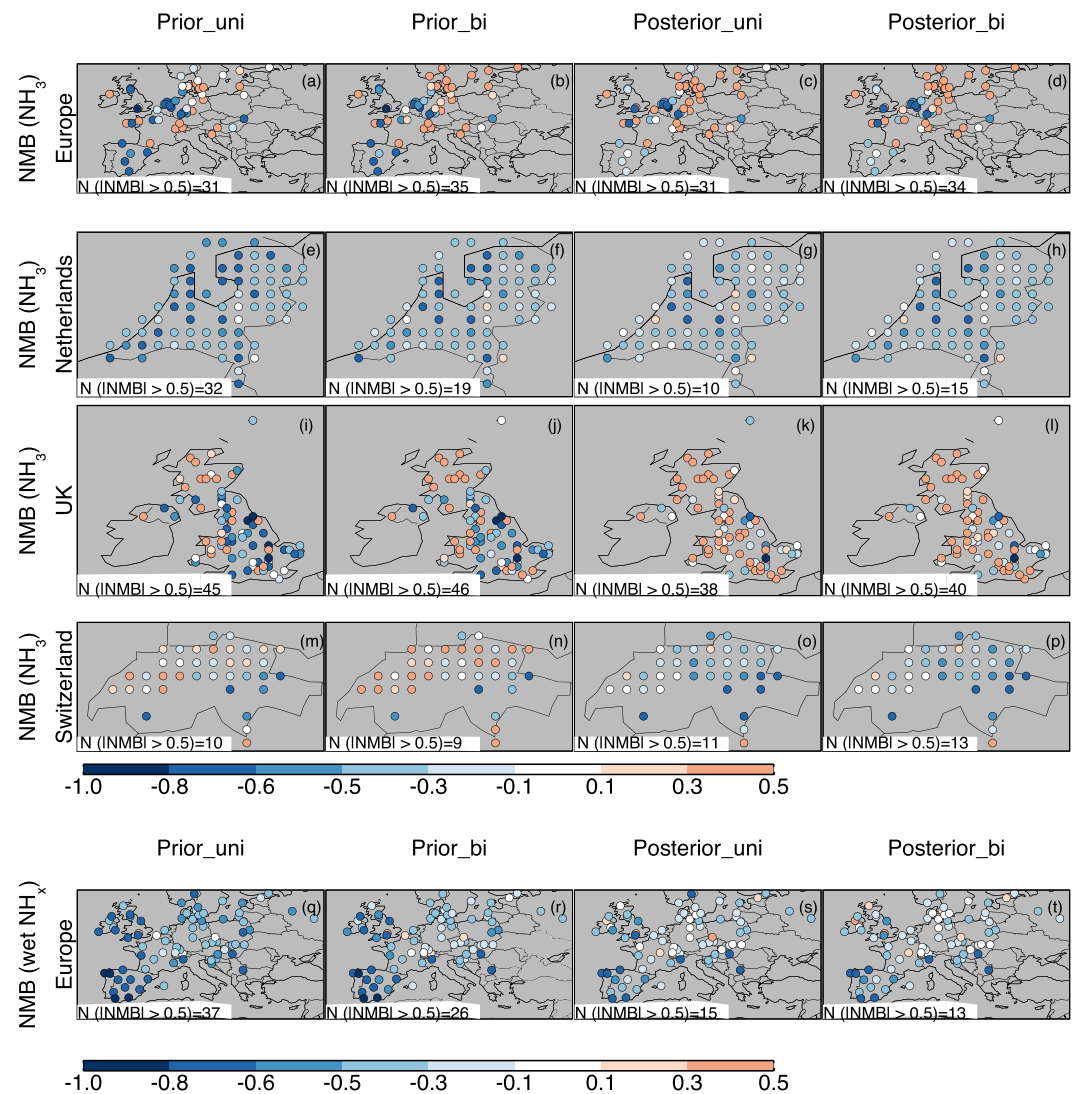 Prior_uni Prior_bi Posterior_uni Posterior_bi
NMB (NH3)
Europe
(a) (b) (c) (d)
N (|NMB| > 0.5)=31 N (|NMB| > 0.5)=35 N (|NMB| > 0.5)=31 N (|NMB| > 0.5)=34
NMB (NH3)
Netherlands
(e) (f) (g) (h)
N (|NMB| > 0.5)=32 N (|NMB| > 0.5)=19 N (|NMB| > 0.5)=10 N (|NMB| > 0.5)=15
NMB (NH3)
UK
(i) (j) (k) (l)
N (|NMB| > 0.5)=45 N (|NMB| > 0.5)=46 N (|NMB| > 0.5)=38 N (|NMB| > 0.5)=40
NMB (NH3)
Switzerland
(m) (n) (o) (p)
N (|NMB| > 0.5)=10 N (|NMB| > 0.5)=9 N (|NMB| > 0.5)=11 N (|NMB| > 0.5)=13
-1.0 -0.8 -0.6 -0.5 -0.3 -0.1 0.1 0.3 0.5
Prior_uni Prior_bi Posterior_uni Posterior_bi
NMB (wet NHx)
Europe
(q) (r) (s) (t)
N (|NMB| > 0.5)=37 N (|NMB| > 0.5)=26 N (|NMB| > 0.5)=15 N (|NMB| > 0.5)=13
-1.0 -0.8 -0.6 -0.5 -0.3 -0.1 0.1 0.3 0.5